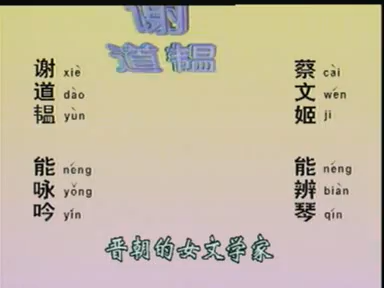 谢
道韫
谢 xiè
道 dào
韫 yùn
能 néng
咏 yǒng
吟 yín
蔡 cài
文 wén
姬 jī
能 néng
辨 biàn
琴 qín
晋朝的女文学家